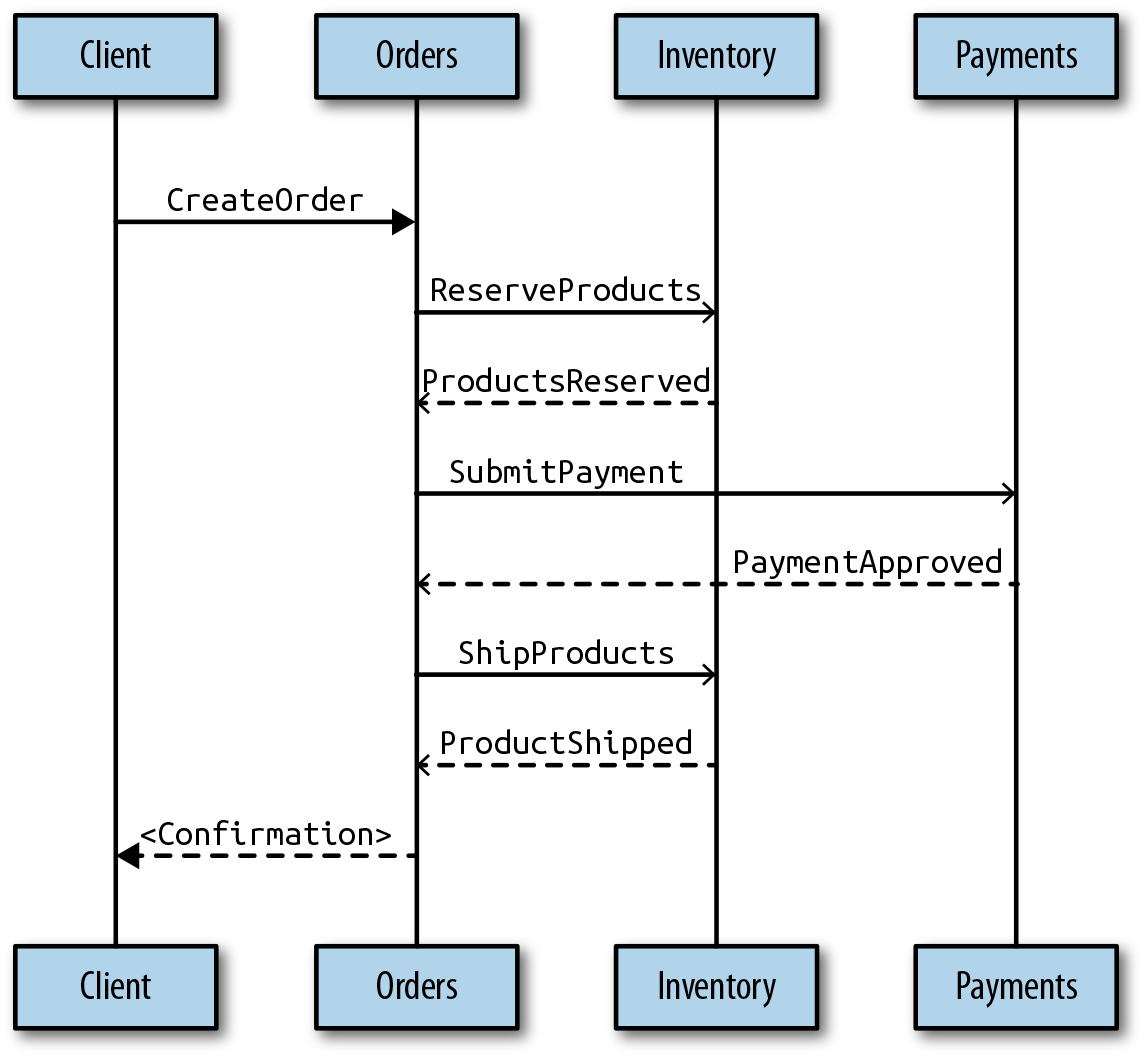 Client Orders Inventory Payments
CreateOrder
ReserveProducts
ProductsReserved
SubmitPayment
PaymentApproved
ShipProducts
ProductShipped
<Confirmation>
Client Orders Inventory Payments